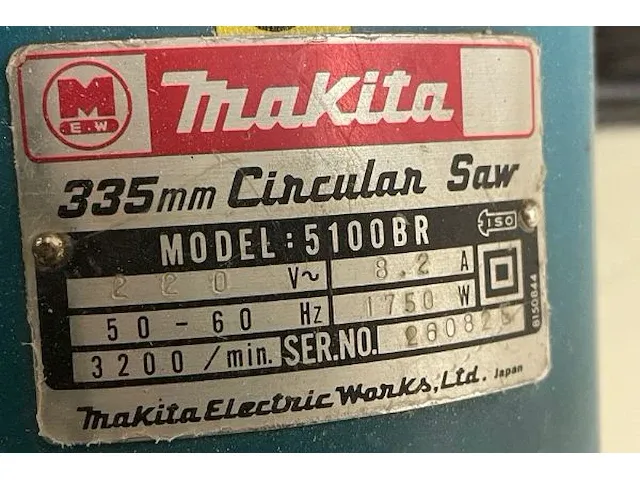 M
E.W
makita
335mm Circular Saw
MODEL:5100BR
ISO
220 V~ 8.2 A
50-60 Hz 1750 W
3200/min. SER.NO.
8150844
Makita Electric Works, Ltd. Japan